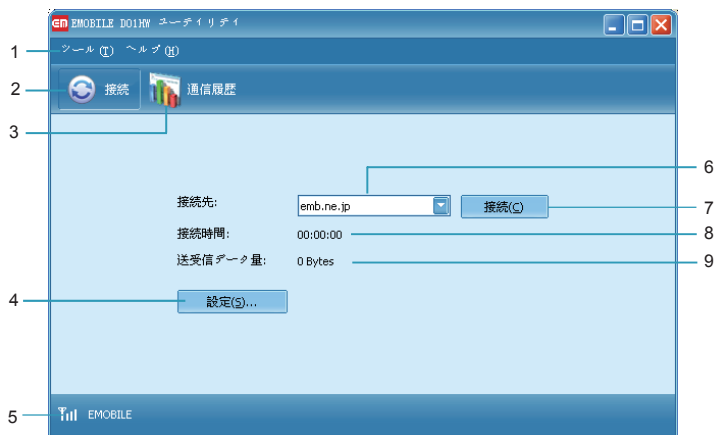 EM EMOBILE D01HW ユーティリティ
1
ツール(T) ヘルプ(H)
2
接続 通信履歴
3
6
接続先: emb.ne.jp 接続(C)
7
接続時間: 00:00:00
8
送受信データ量: 0 Bytes
9
4
設定(S)...
5
EMOBILE